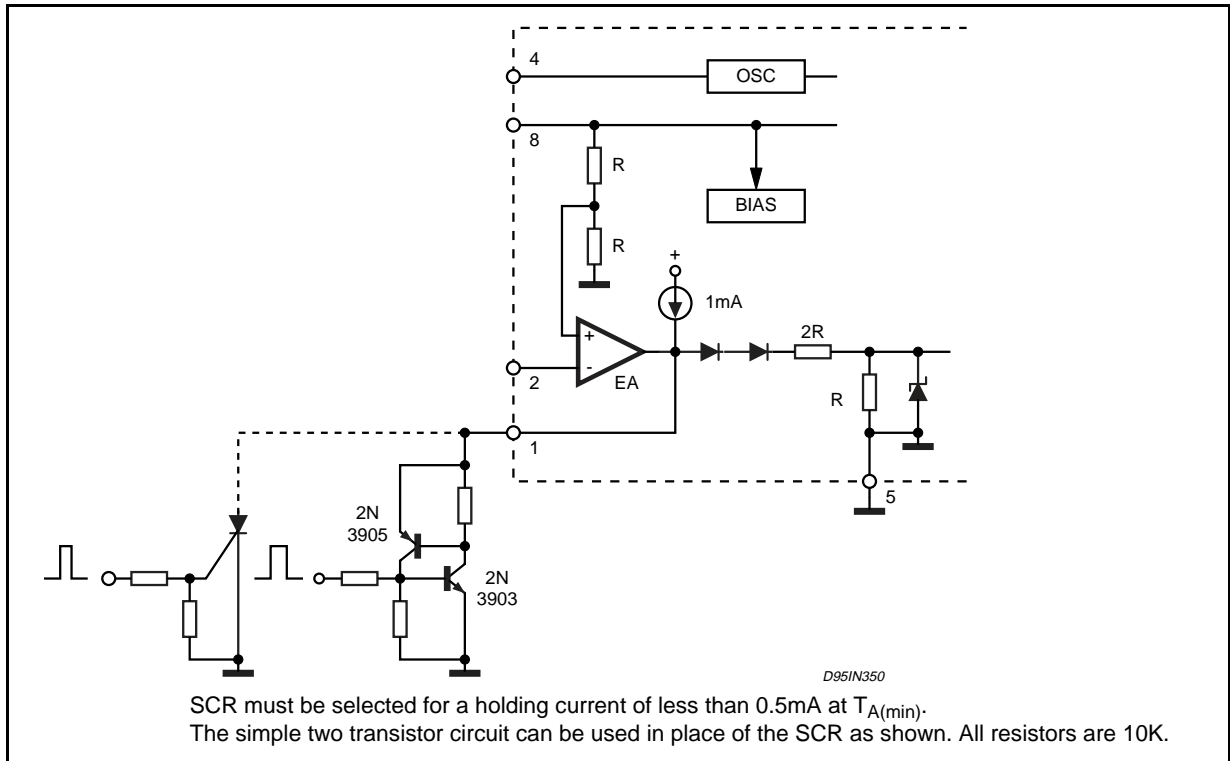 4
OSC
8
R
BIAS
R
+
1mA
+
2R
2
-
EA
R
1
5
2N
3905
2N
3903
D95IN350
SCR must be selected for a holding current of less than 0.5mA at TA(min).
The simple two transistor circuit can be used in place of the SCR as shown. All resistors are 10K.